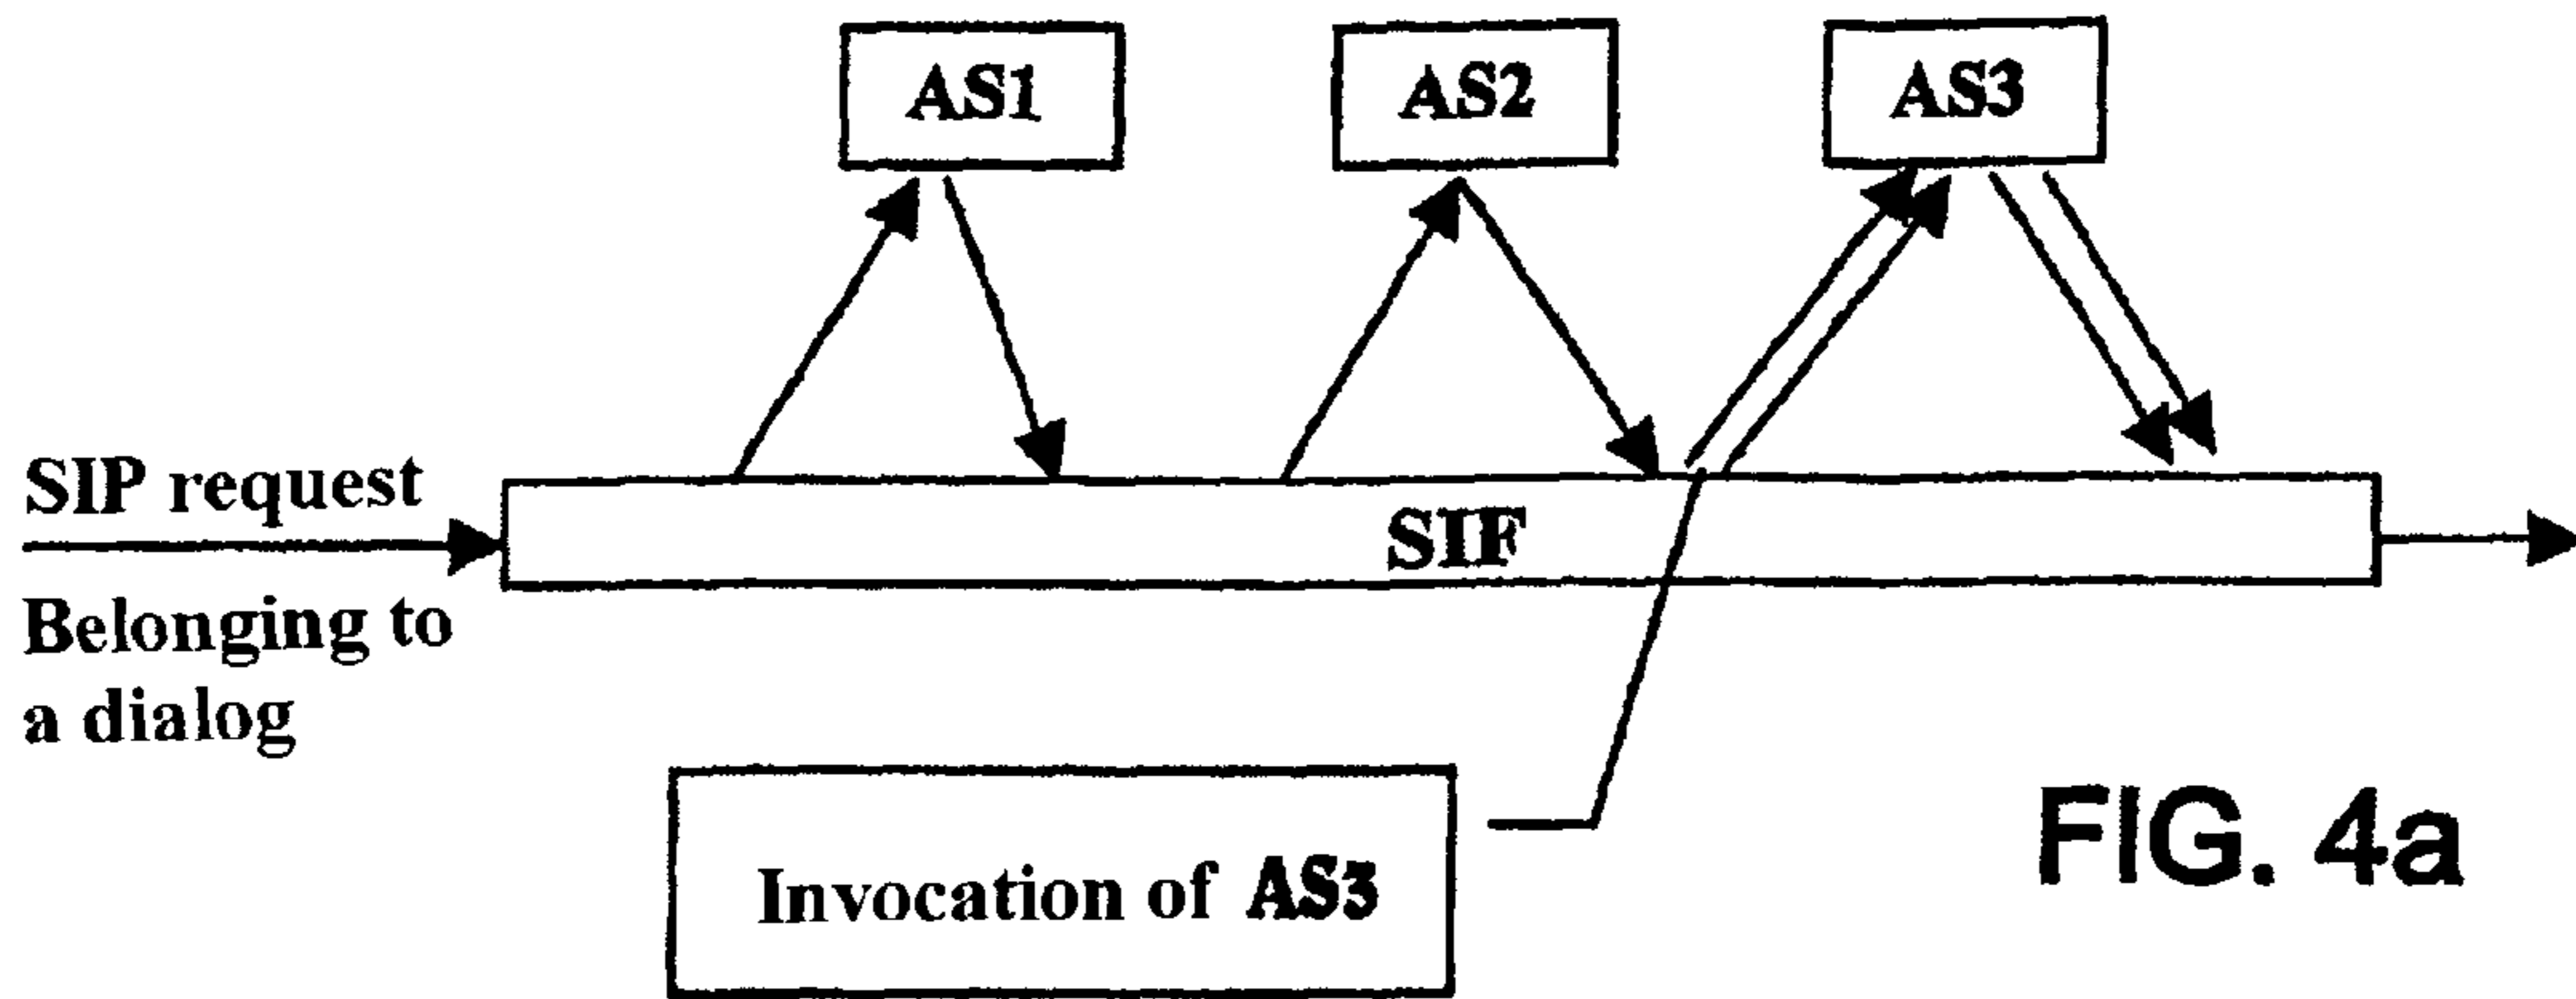 AS1
AS2
AS3
SIP request
SIF
Belonging to
a dialog
Invocation of AS3
FIG. 4a